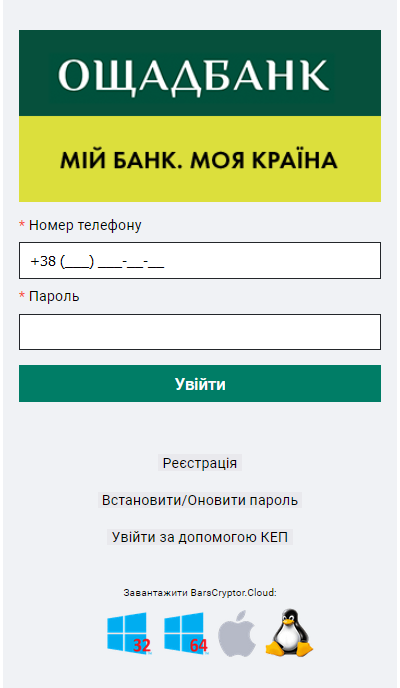 ОЩАДБАНК
МІЙ БАНК. МОЯ КРАЇНА
* Номер телефону
+38 (___) ___-__-__
* Пароль
Увійти
Реєстрація
Встановити/Оновити пароль
Увійти за допомогою КЕП
Завантажити BarsCryptor.Cloud:
32 64